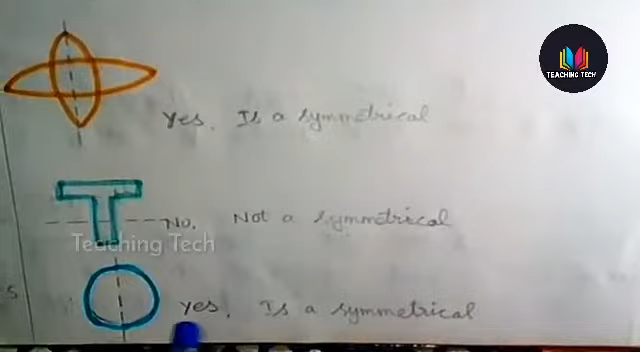 TEACHING TECH
Yes. Is a symmetrical
No. Not a symmetrical
Teaching Tech
Yes. Is a symmetrical